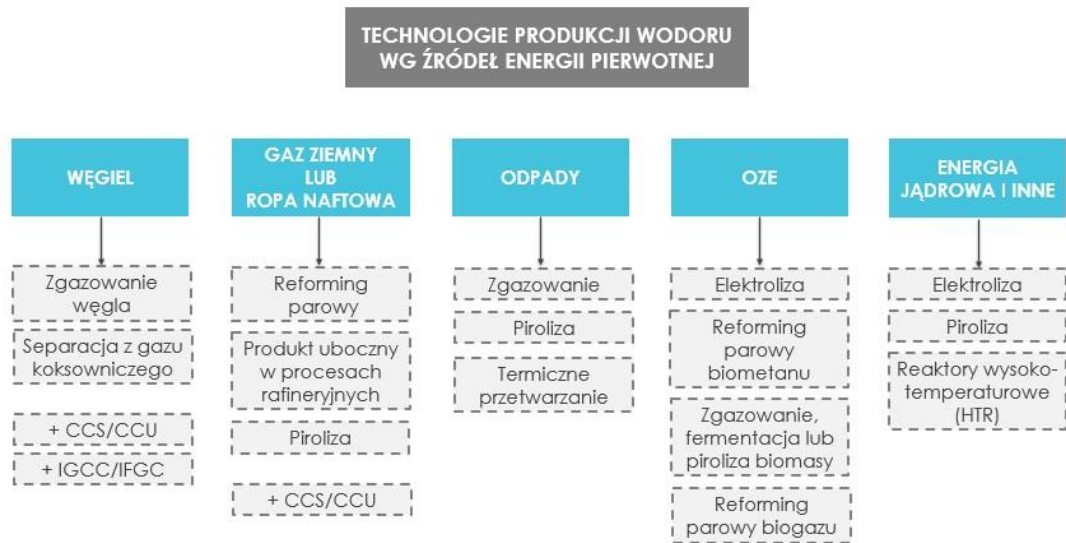 TECHNOLOGIE PRODUKCJI WODORU
WG ŹRÓDEŁ ENERGII PIERWOTNEJ
WĘGIEL
Zgazowanie
węgla
Separacja z gazu
koksowniczego
+ CCS/CCU
+ IGCC/IFGC
GAZ ZIEMNY
LUB
ROPA NAFTOWA
Reforming
parowy
Produkt uboczny
w procesach
rafineryjnych
Piroliza
+ CCS/CCU
ODPADY
Zgazowanie
Piroliza
Termiczne
przetwarzanie
OZE
Elektroliza
Reforming
parowy
biometanu
Zgazowanie,
fermentacja lub
piroliza biomasy
Reforming
parowy biogazu
ENERGIA
JĄDROWA I INNE
Elektroliza
Piroliza
Reaktory wysoko-
temperaturowe
(HTR)